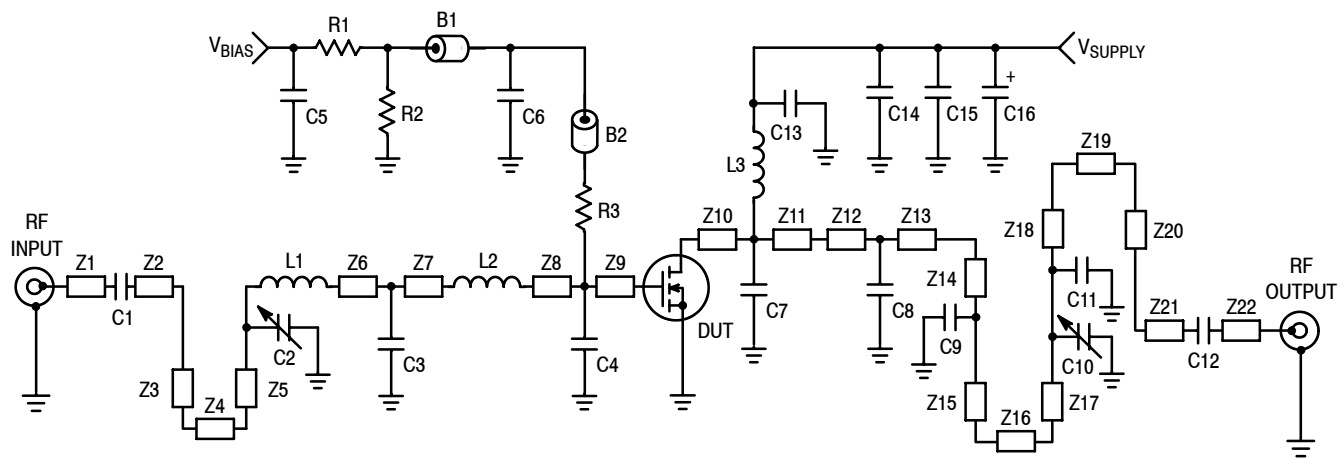 B1
R1
V_BIAS
V_SUPPLY
+
C5
R2
C6
B2
C13
C14
C15
C16
Z19
L3
R3
RF
INPUT
Z1
Z2
L1
Z6
Z7
L2
Z8
Z9
Z10
Z11
Z12
Z13
Z18
Z20
C1
C2
C3
C4
DUT
C7
C8
Z14
C9
C11
C10
Z21
Z22
C12
RF
OUTPUT
Z3
Z4
Z5
Z15
Z16
Z17